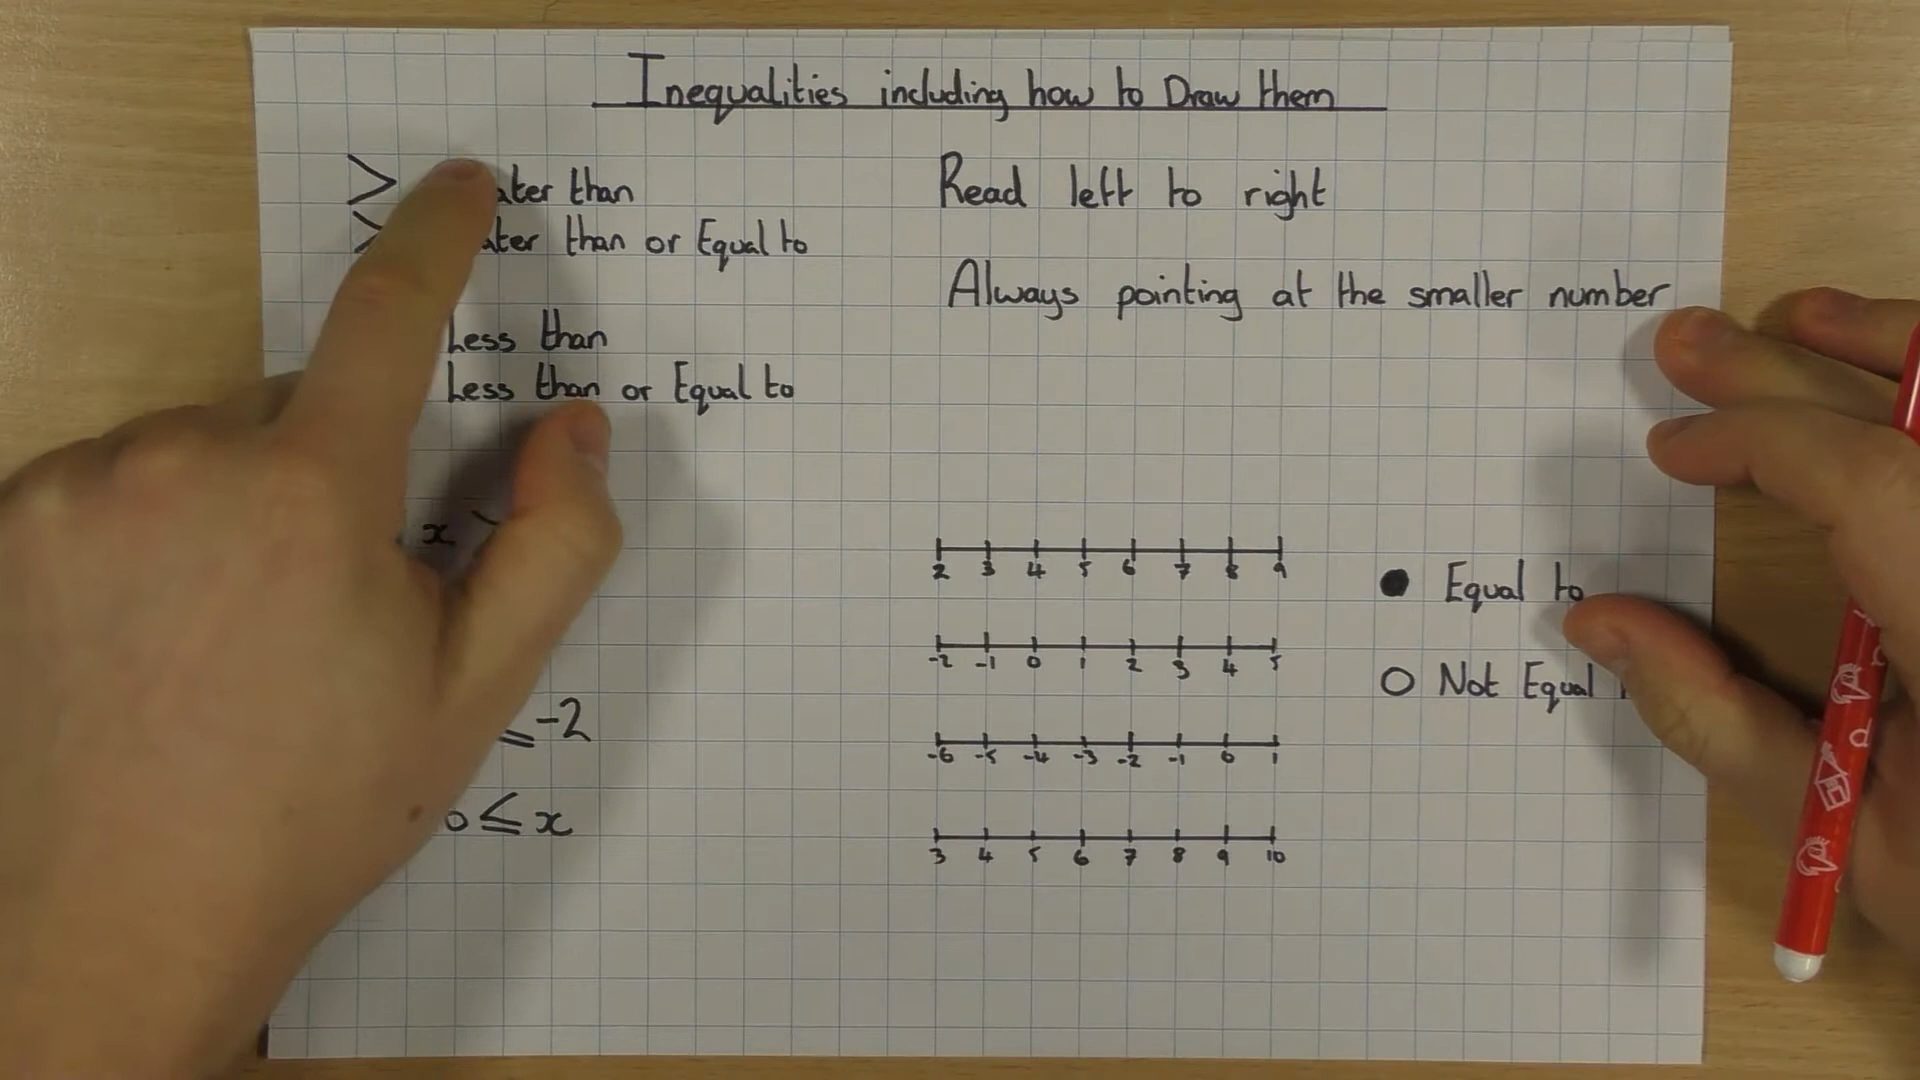 Inequalities including how to Draw them
> than
than or Equal to
Less than
Less than or Equal to
Read left to right
Always pointing at the smaller number
x
-2
≤ x
2 3 4 5 6 7 8 9
-2 -1 0 1 2 3 4 5
-6 -5 -4 -3 -2 -1 0 1
3 4 5 6 7 8 9 10
● Equal to
○ Not Equal